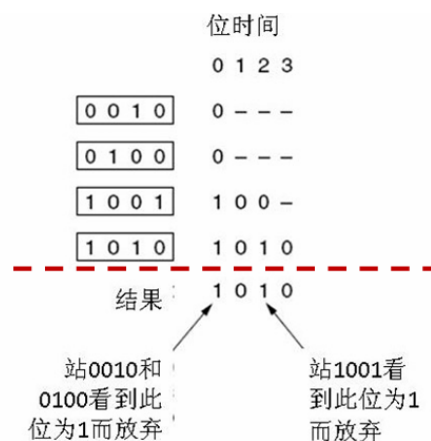 位时间
0 1 2 3
0 0 1 0 0 – – –
0 1 0 0 0 – – –
1 0 0 1 1 0 0 –
1 0 1 0 1 0 1 0
结果 1 0 1 0
站0010和
0100看到此
位为1而放弃
站1001看
到此位为1
而放弃